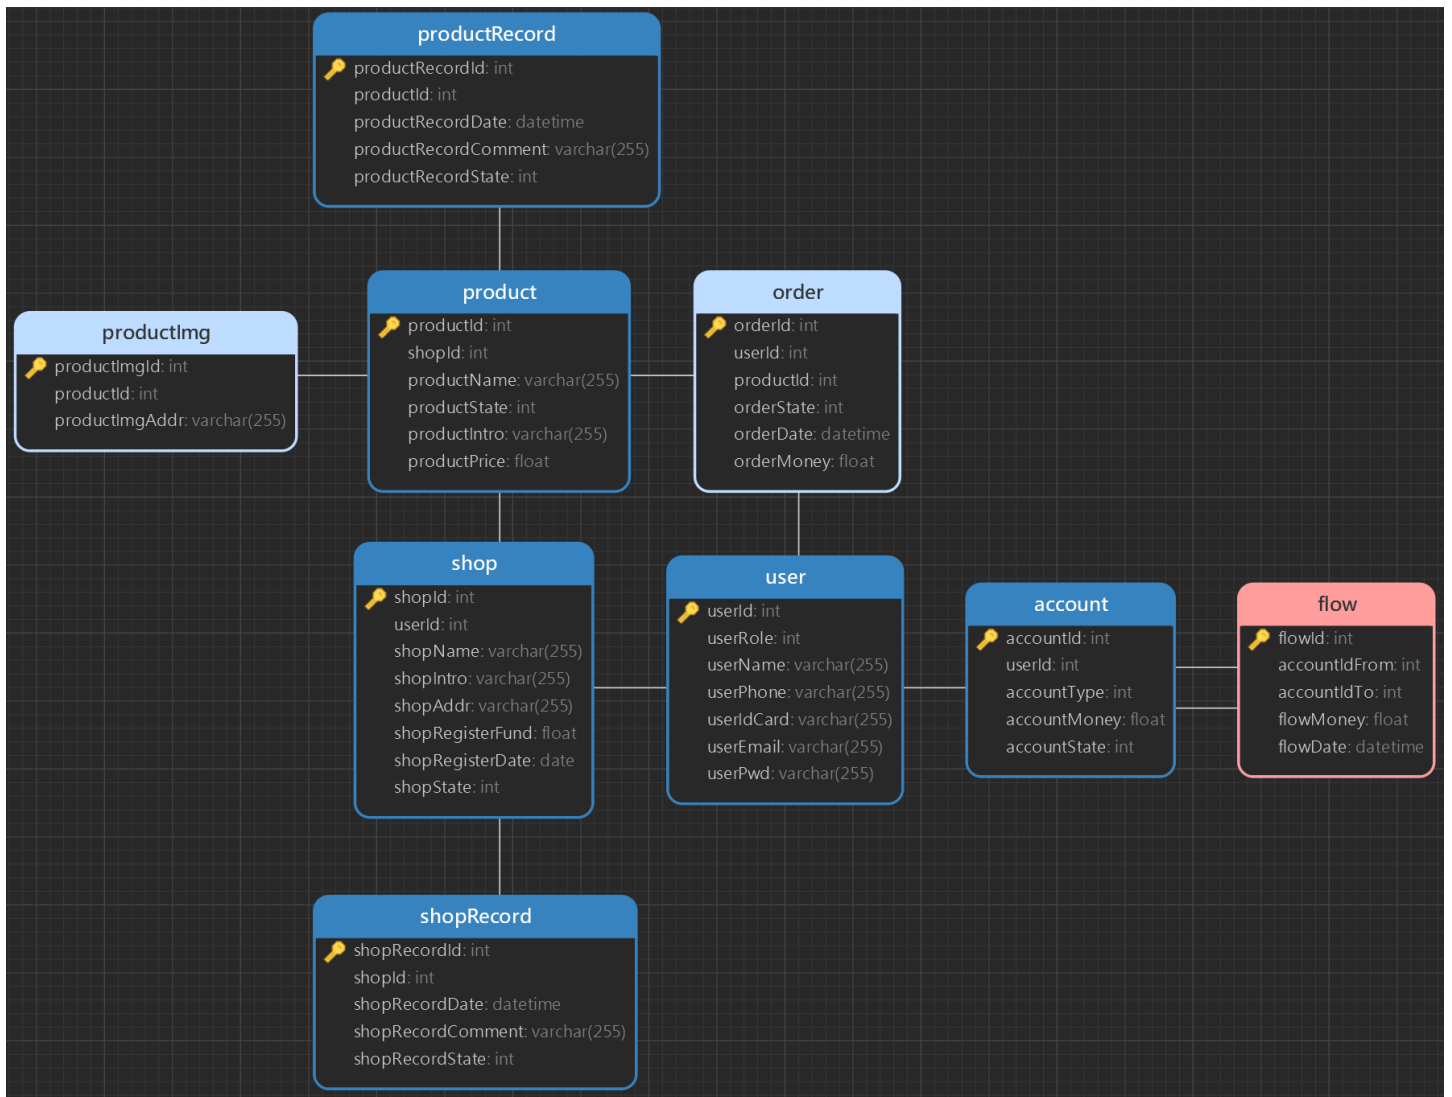 productRecord
productRecordId: int
productId: int
productRecordDate: datetime
productRecordComment: varchar(255)
productRecordState: int
productImg
productImgId: int
productId: int
productImgAddr: varchar(255)
product
productId: int
shopId: int
productName: varchar(255)
productState: int
productIntro: varchar(255)
productPrice: float
order
orderId: int
userId: int
productId: int
orderState: int
orderDate: datetime
orderMoney: float
shop
shopId: int
userId: int
shopName: varchar(255)
shopIntro: varchar(255)
shopAddr: varchar(255)
shopRegisterFund: float
shopRegisterDate: date
shopState: int
user
userId: int
userRole: int
userName: varchar(255)
userPhone: varchar(255)
userIdCard: varchar(255)
userEmail: varchar(255)
userPwd: varchar(255)
account
accountId: int
userId: int
accountType: int
accountMoney: float
accountState: int
flow
flowId: int
accountIdFrom: int
accountIdTo: int
flowMoney: float
flowDate: datetime
shopRecord
shopRecordId: int
shopId: int
shopRecordDate: datetime
shopRecordComment: varchar(255)
shopRecordState: int